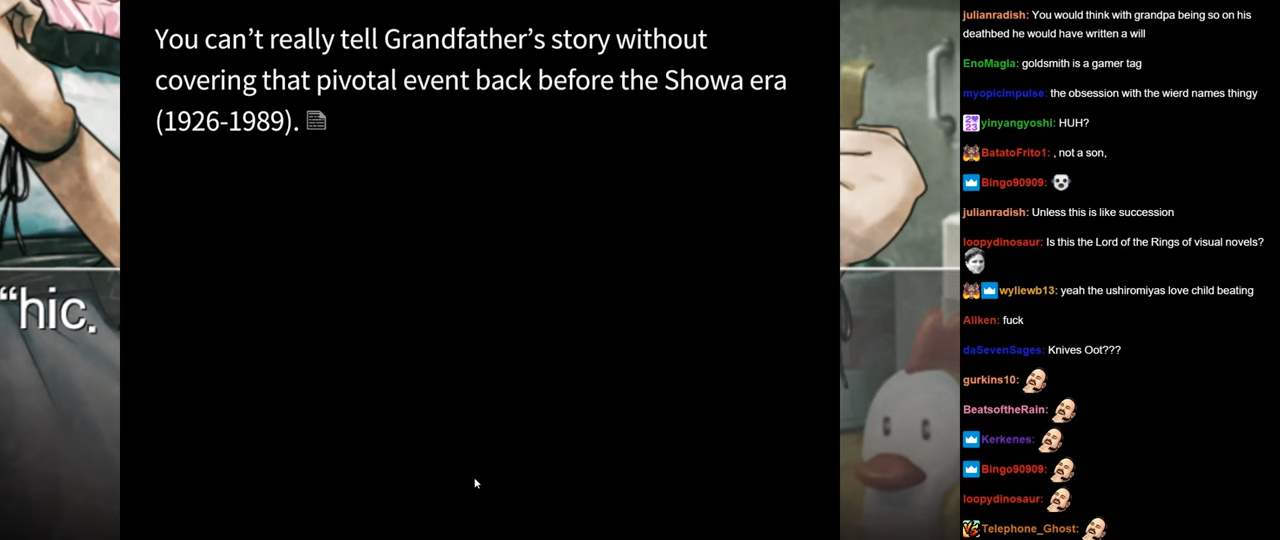 You can’t really tell Grandfather’s story without
covering that pivotal event back before the Showa era
(1926-1989).
“hic.
julianradish: You would think with grandpa being so on his
deathbed he would have written a will
EnoMagla: goldsmith is a gamer tag
myopicimpulse: the obsession with the wierd names thingy
yinyangyoshi: HUH?
BatatoFrito1: , not a son,
Bingo90909:
julianradish: Unless this is like succession
loopydinosaur: Is this the Lord of the Rings of visual novels?
wyliewb13: yeah the ushiromiyas love child beating
Allken: fuck
daSevenSages: Knives Oot???
gurkins10:
BeatsoftheRain:
Kerkenes:
Bingo90909:
loopydinosaur:
Telephone_Ghost: